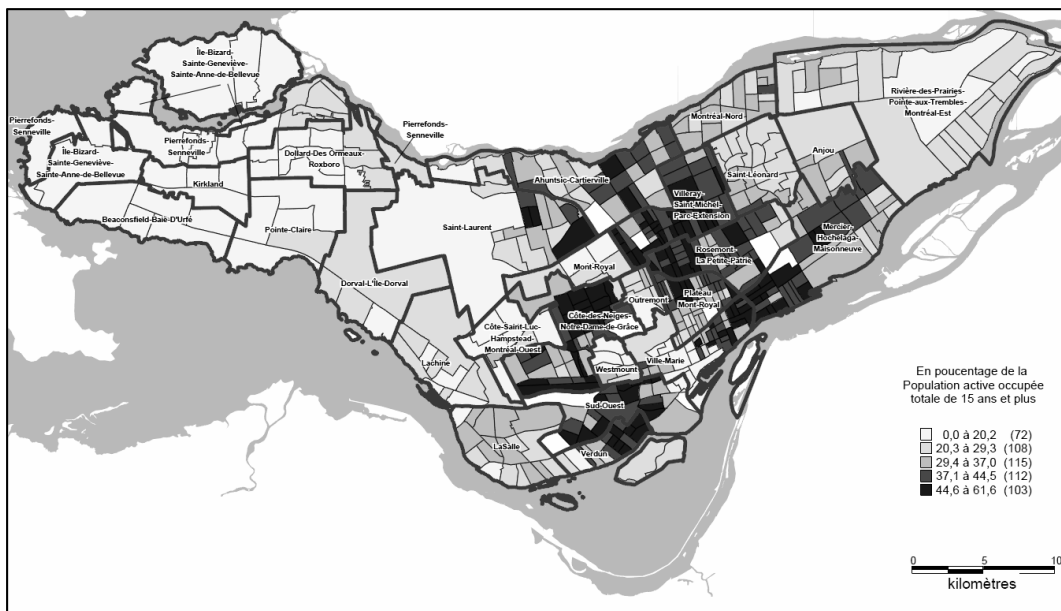 Île-Bizard-
Sainte-Geneviève-
Sainte-Anne-de-Bellevue
Pierrefonds-
Senneville
Île-Bizard-
Sainte-Geneviève-
Sainte-Anne-de-Bellevue
Pierrefonds-
Senneville
Pierrefonds-
Senneville
Dollard-Des Ormeaux-
Roxboro
Kirkland
Beaconsfield-Baie-D'Urfé
Pointe-Claire
Dorval-L'Île-Dorval
Saint-Laurent
Ahuntsic-Cartierville
Montréal-Nord
Rivière-des-Prairies-
Pointe-aux-Trembles-
Montréal-Est
Anjou
Saint-Léonard
Villeray-
Saint-Michel-
Parc-Extension
Rosemont-
La Petite-Patrie
Mercier-
Hochelaga-
Maisonneuve
Mont-Royal
Outremont
Plateau
Mont-Royal
Côte-des-Neiges-
Notre-Dame-de-Grâce
Côte-Saint-Luc-
Hampstead-
Montréal-Ouest
Westmount
Ville-Marie
Lachine
Sud-Ouest
LaSalle
Verdun
En poucentage de la
Population active occupée
totale de 15 ans et plus
0,0 à 20,2 (72)
20,3 à 29,3 (108)
29,4 à 37,0 (115)
37,1 à 44,5 (112)
44,6 à 61,6 (103)
0 5 10
kilomètres